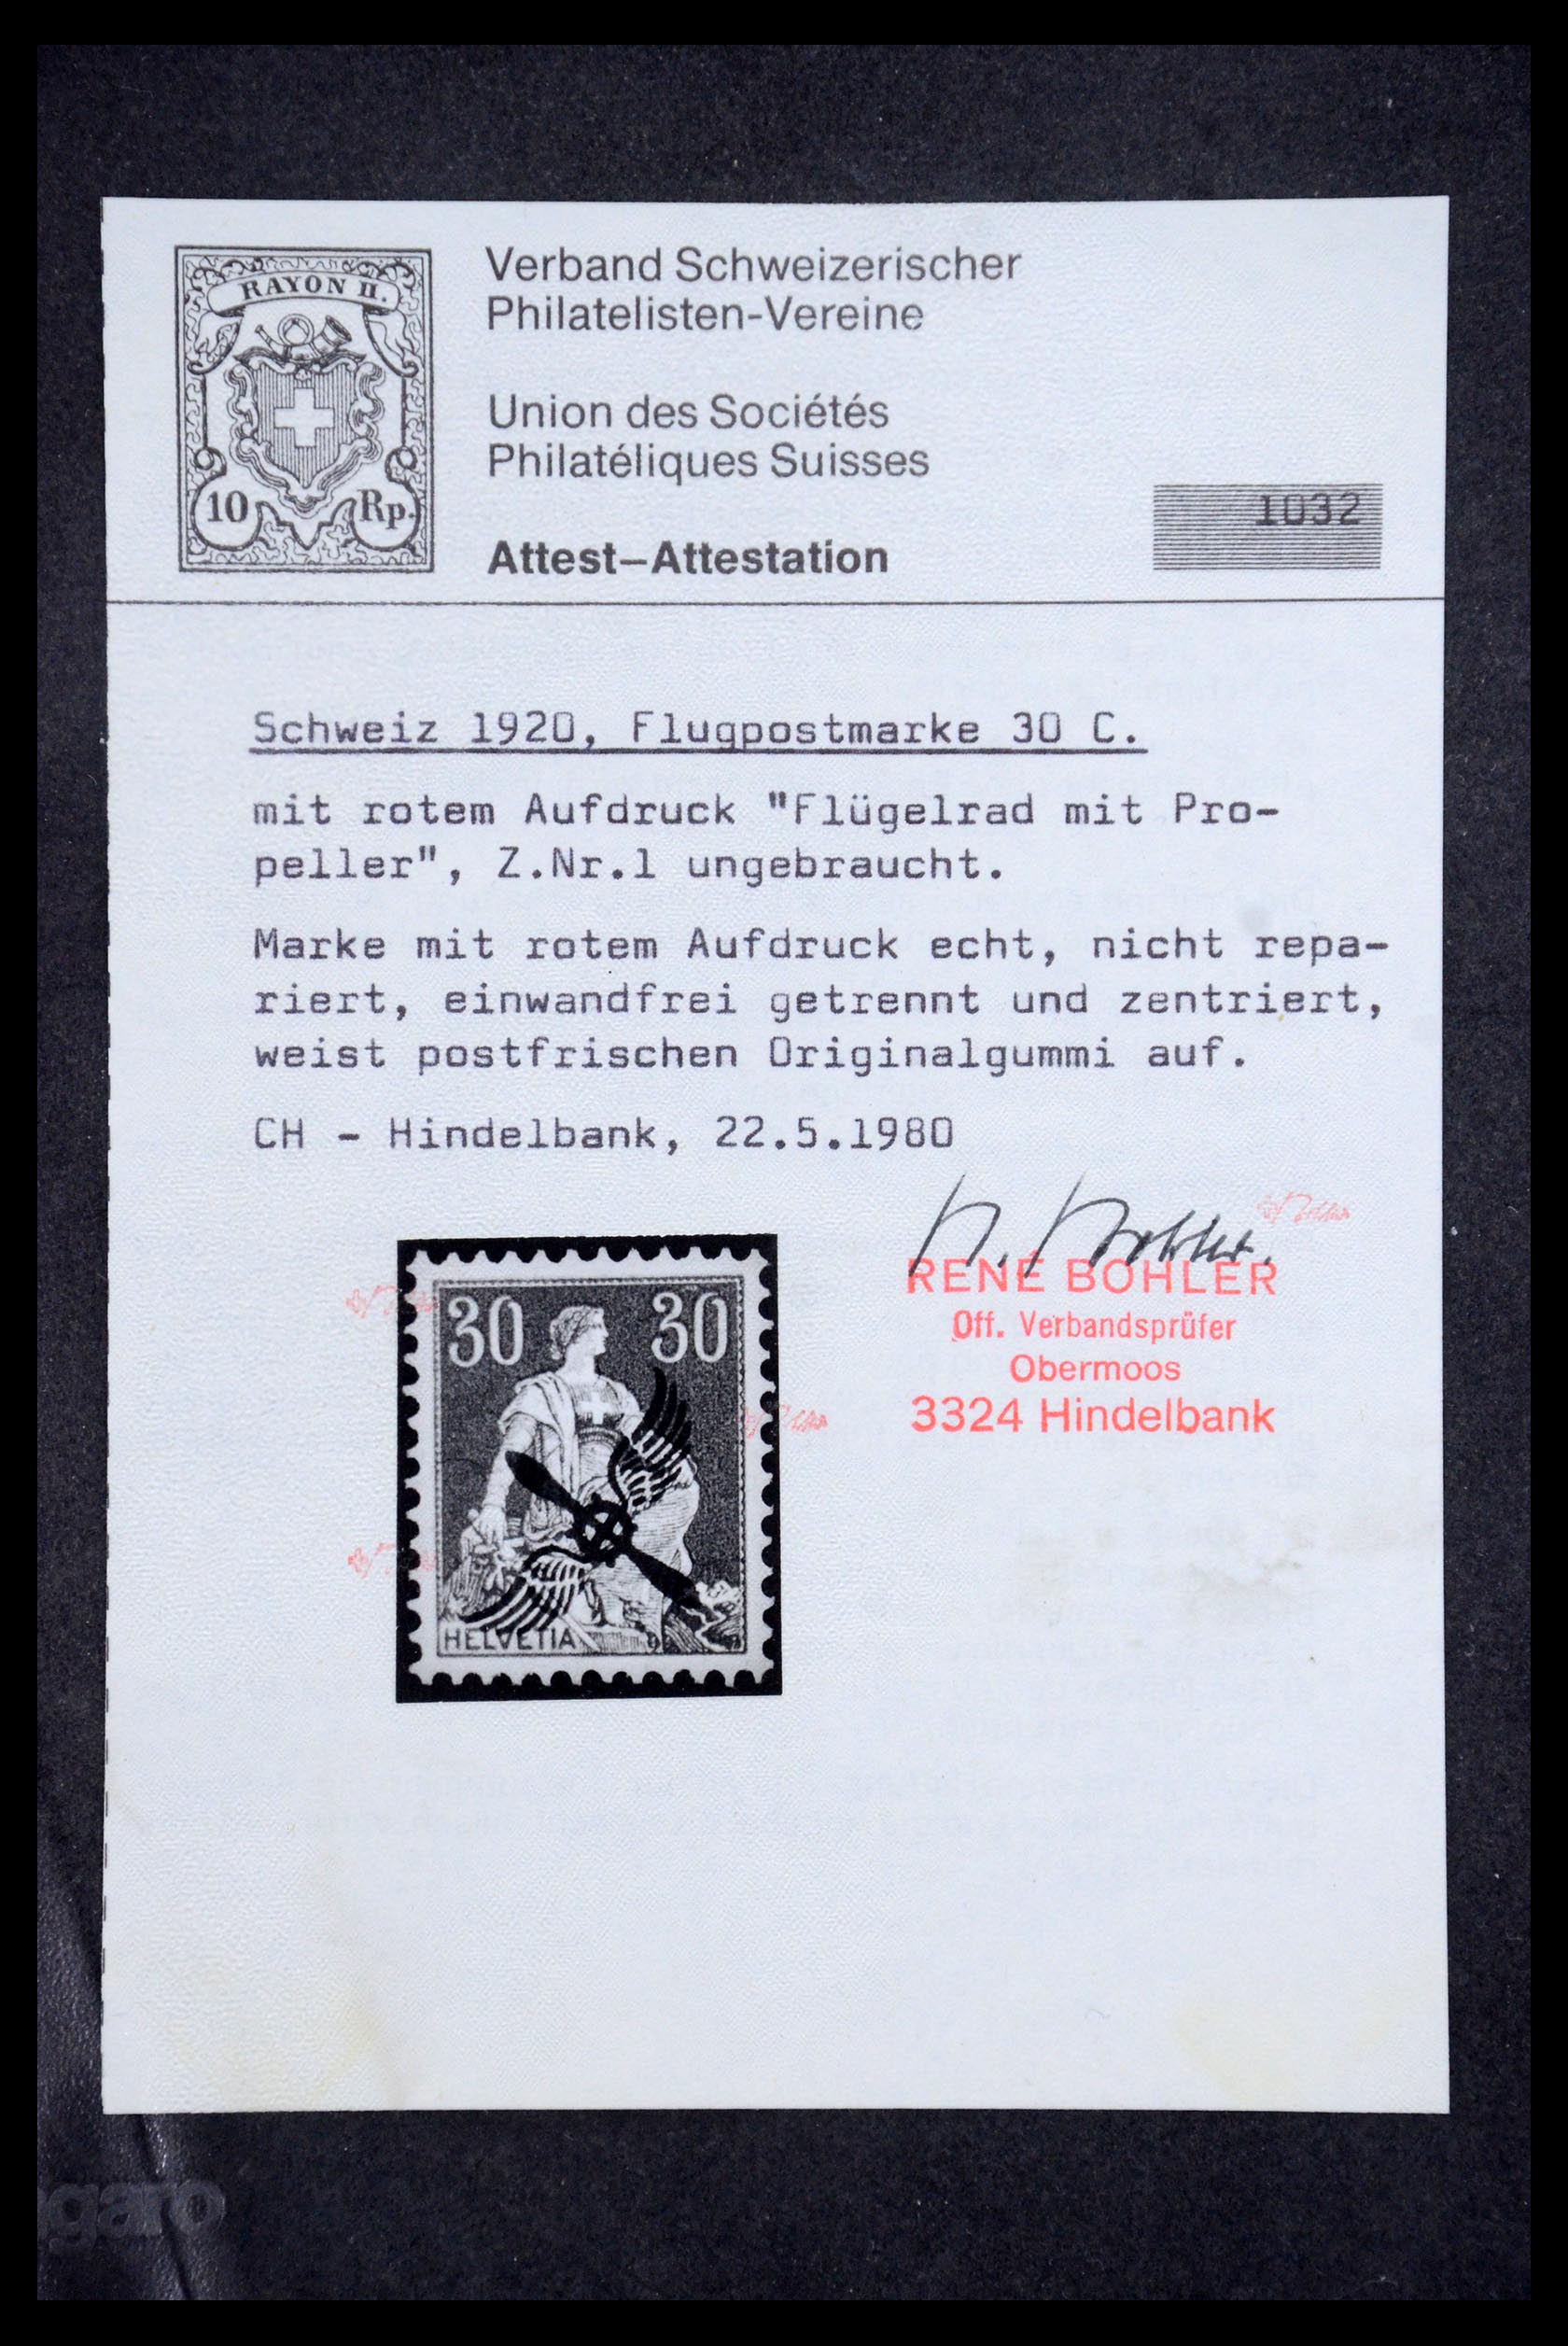 RAYON II.
10 Rp.
Verband Schweizerischer
Philatelisten-Vereine
Union des Sociétés
Philatéliques Suisses
Attest–Attestation
1032
Schweiz 1920, Flugpostmarke 30 C.
mit rotem Aufdruck "Flügelrad mit Pro-
peller", Z.Nr.1 ungebraucht.
Marke mit rotem Aufdruck echt, nicht repa-
riert, einwandfrei getrennt und zentriert,
weist postfrischen Originalgummi auf.
CH - Hindelbank, 22.5.1980
RENÉ BOHLER
Off. Verbandsprüfer
Obermoos
3324 Hindelbank
30 30
HELVETIA